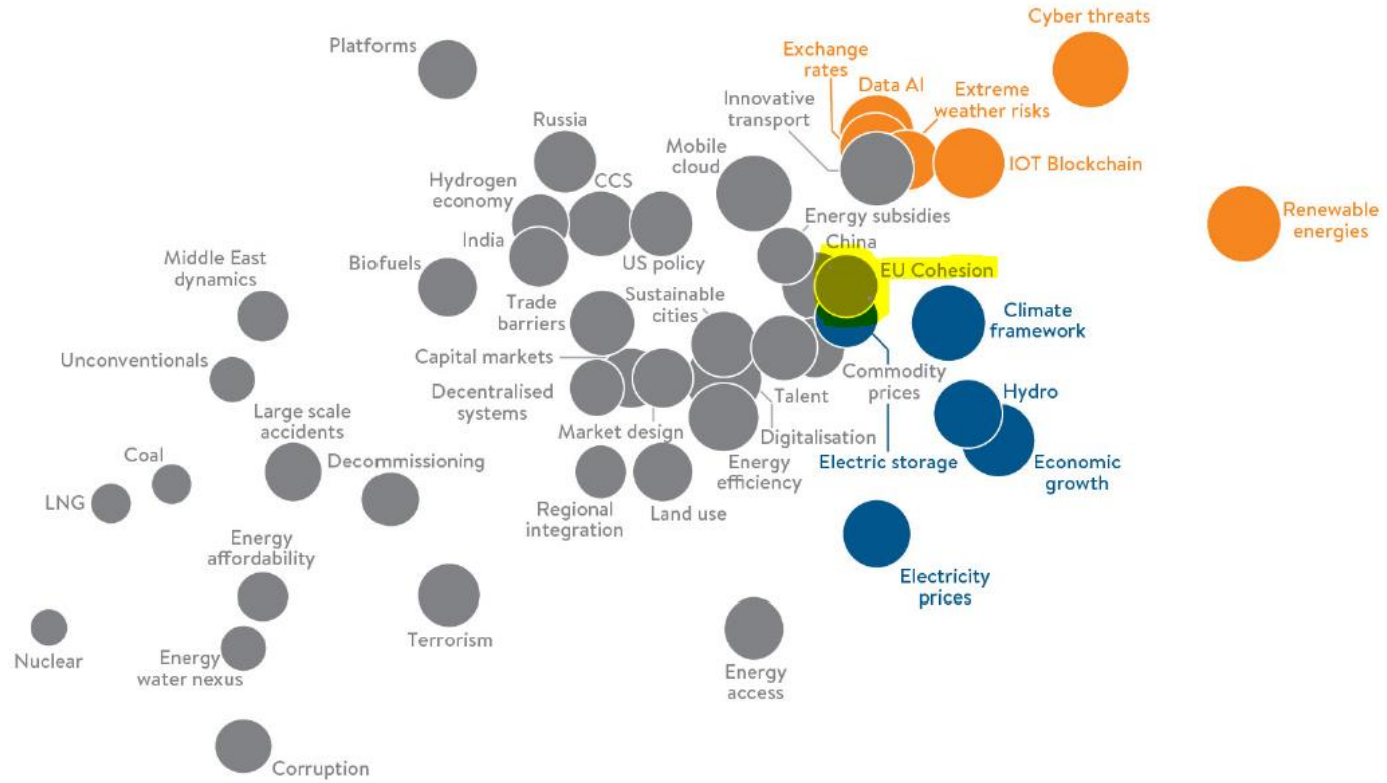 Cyber threats
Platforms
Exchange
rates
Data AI
Extreme
weather risks
Innovative
transport
Russia
Mobile
cloud
IOT Blockchain
Hydrogen
economy
CCS
Renewable
energies
Energy subsidies
India
China
US policy
EU Cohesion
Middle East
dynamics
Biofuels
Trade
barriers
Sustainable
cities
Climate
framework
Unconventionals
Capital markets
Commodity
prices
Decentralised
systems
Talent
Hydro
Large scale
accidents
Market design
Digitalisation
Coal
Decommissioning
Energy
efficiency
Electric storage
Economic
growth
LNG
Regional
integration
Land use
Energy
affordability
Electricity
prices
Terrorism
Nuclear
Energy
water nexus
Energy
access
Corruption